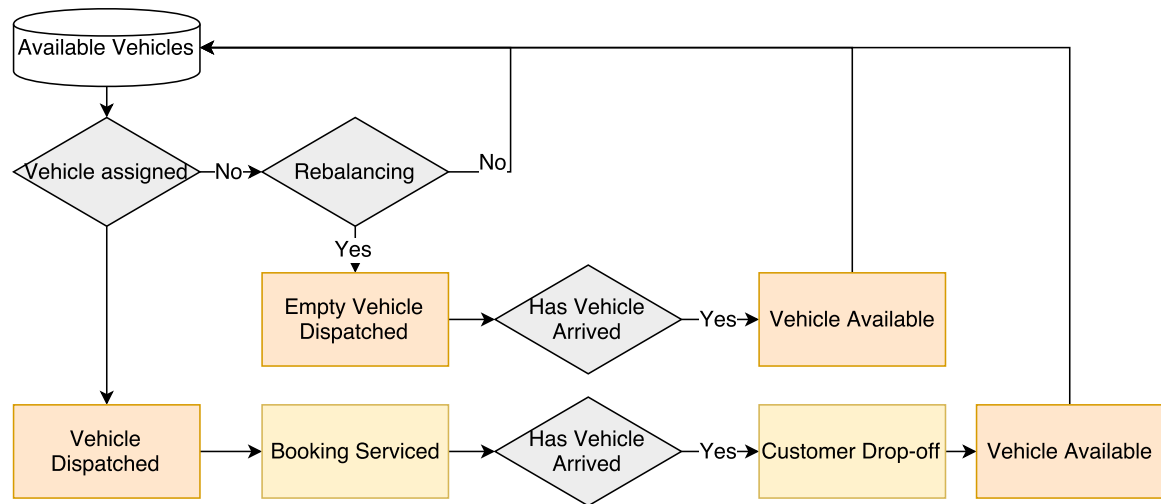 Available Vehicles
Vehicle assigned
No
Rebalancing
No
Yes
Empty Vehicle
Dispatched
Has Vehicle
Arrived
Yes
Vehicle Available
Vehicle
Dispatched
Booking Serviced
Has Vehicle
Arrived
Yes
Customer Drop-off
Vehicle Available